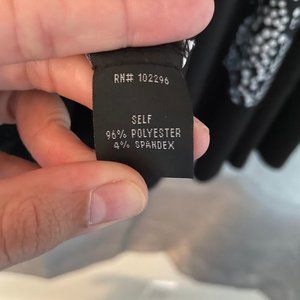 RN# 102296
SELF
96% POLYESTER
4% SPANDEX